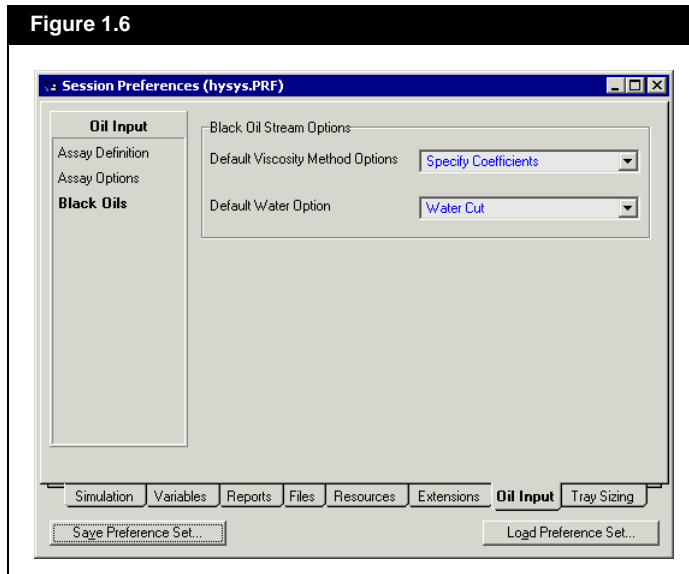 Figure 1.6
Session Preferences (hysys.PRF)
Oil Input
Assay Definition
Assay Options
Black Oils
Black Oil Stream Options
Default Viscosity Method Options Specify Coefficients
Default Water Option Water Cut
Simulation Variables Reports Files Resources Extensions Oil Input Tray Sizing
Save Preference Set... Load Preference Set...